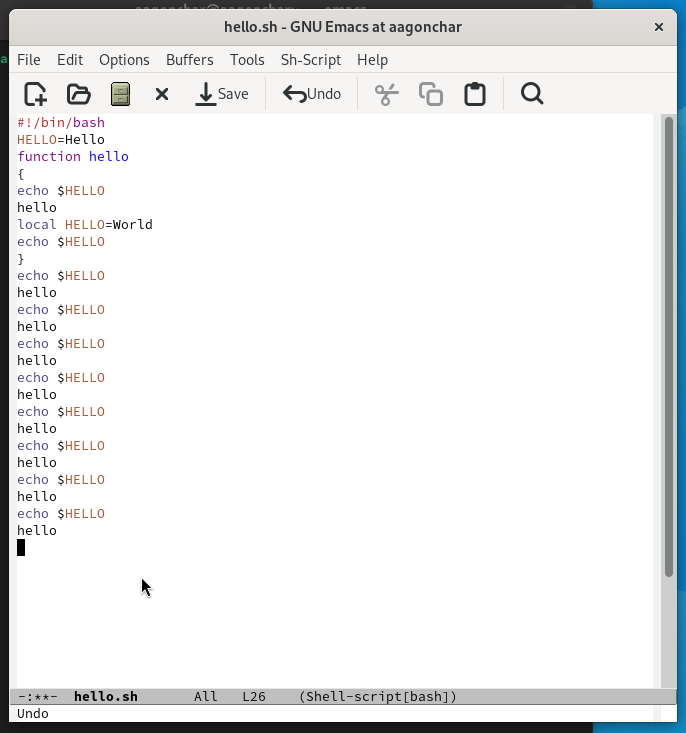 hello.sh - GNU Emacs at aagonchar
File Edit Options Buffers Tools Sh-Script Help
Save Undo
#!/bin/bash
HELLO=Hello
function hello
{
echo $HELLO
hello
local HELLO=World
echo $HELLO
}
echo $HELLO
hello
echo $HELLO
hello
echo $HELLO
hello
echo $HELLO
hello
echo $HELLO
hello
echo $HELLO
hello
echo $HELLO
hello
echo $HELLO
hello
-:**- hello.sh All L26 (Shell-script[bash])
Undo